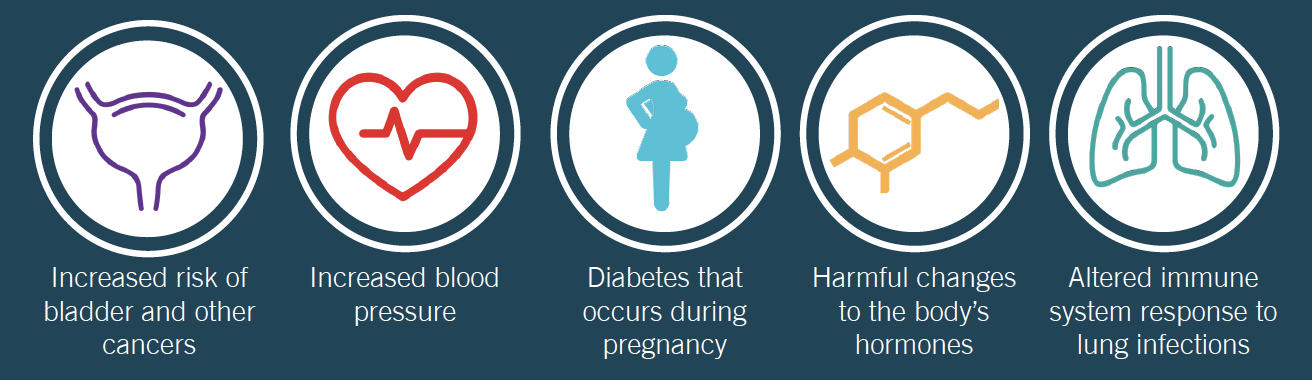 Increased risk of
bladder and other
cancers
Increased blood
pressure
Diabetes that
occurs during
pregnancy
Harmful changes
to the body’s
hormones
Altered immune
system response to
lung infections